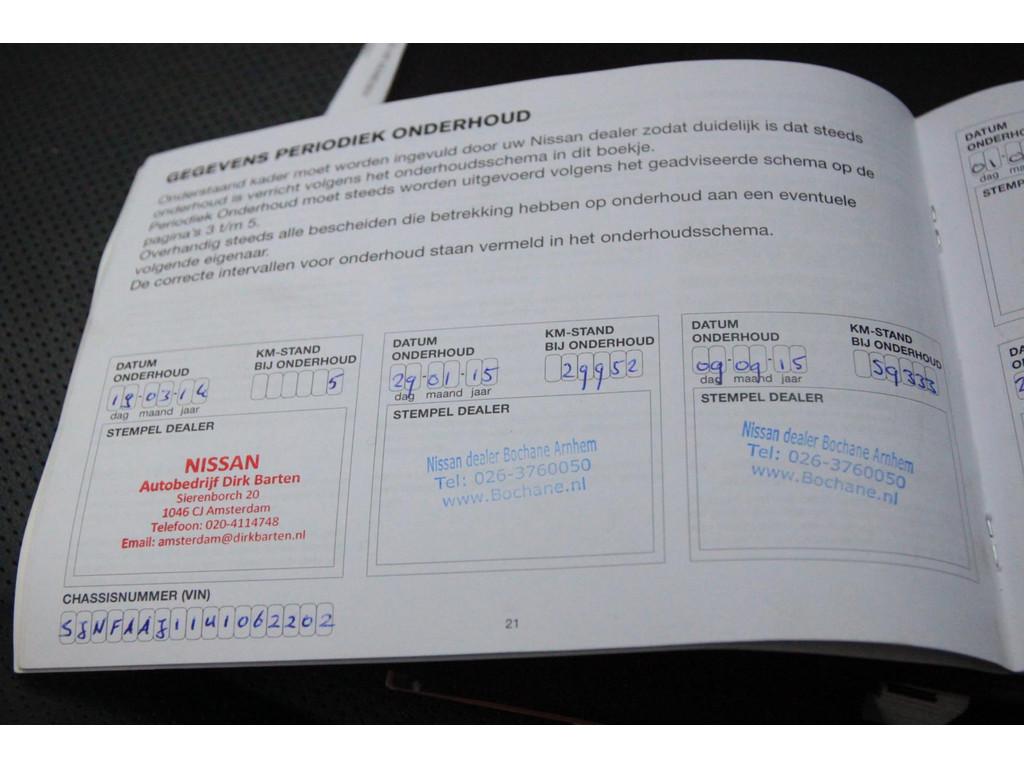 GEGEVENS PERIODIEK ONDERHOUD
Onderstaand kader moet worden ingevuld door uw Nissan dealer zodat duidelijk is dat steeds
onderhoud is verricht volgens het onderhoudsschema in dit boekje.
Periodiek Onderhoud moet steeds worden uitgevoerd volgens het geadviseerde schema op de
pagina's 3 t/m 5.
Overhandig steeds alle bescheiden die betrekking hebben op onderhoud aan een eventuele
volgende eigenaar.
De correcte intervallen voor onderhoud staan vermeld in het onderhoudsschema.
DATUM
ONDERHOUD
KM-STAND
BIJ ONDERHOUD
18-03-14
5
dag maand jaar
STEMPEL DEALER
NISSAN
Autobedrijf Dirk Barten
Sierenborch 20
1046 CJ Amsterdam
Telefoon: 020-4114748
Email: amsterdam@dirkbarten.nl
DATUM
ONDERHOUD
KM-STAND
BIJ ONDERHOUD
29-01-15
29952
dag maand jaar
STEMPEL DEALER
Nissan dealer Bochane Arnhem
Tel: 026-3760050
www.Bochane.nl
DATUM
ONDERHOUD
KM-STAND
BIJ ONDERHOUD
09-09-15
59333
dag maand jaar
STEMPEL DEALER
Nissan dealer Bochane Arnhem
Tel: 026-3760050
www.Bochane.nl
CHASSISNUMMER (VIN)
SJNFAAJ11U1062202
21
DATUM
dag